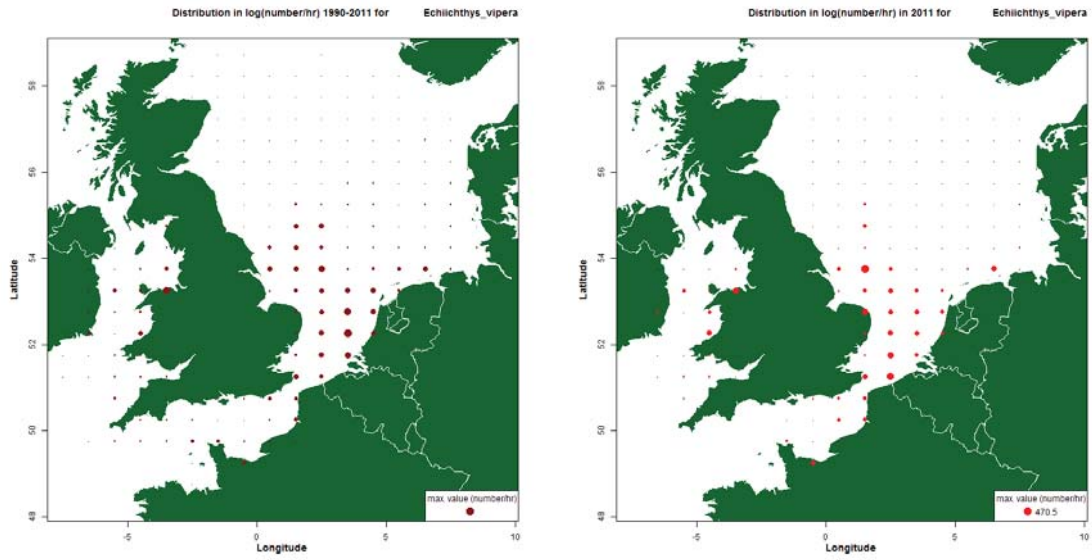 Distribution in log(number/hr) 1990-2011 for Echiichthys_vipera
58
56
54
52
50
48
Latitude
-5
0
5
10
Longitude
max value (number/hr)
Distribution in log(number/hr) in 2011 for Echiichthys_vipera
58
56
54
52
50
48
Latitude
-5
0
5
10
Longitude
max value (number/hr)
470.5